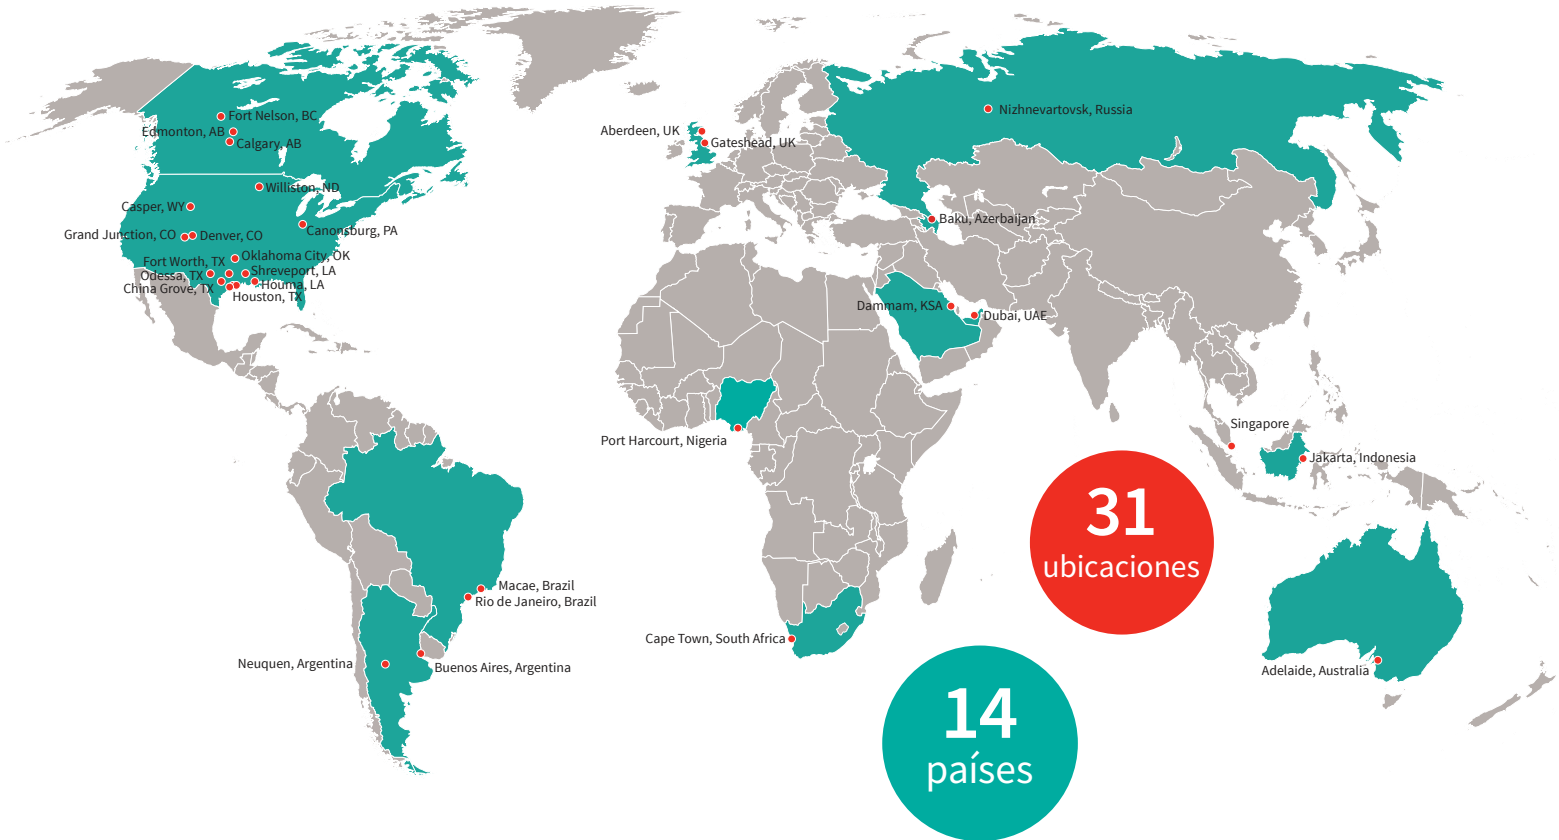 Fort Nelson, BC
Edmonton, AB
Calgary, AB
Williston, ND
Casper, WY
Canonsburg, PA
Grand Junction, CO
Denver, CO
Oklahoma City, OK
Fort Worth, TX
Shreveport, LA
Odessa, TX
Houma, LA
China Grove, TX
Houston, TX
Macae, Brazil
Rio de Janeiro, Brazil
Neuquen, Argentina
Buenos Aires, Argentina
Aberdeen, UK
Gateshead, UK
Nizhnevartovsk, Russia
Baku, Azerbaijan
Dammam, KSA
Dubai, UAE
Port Harcourt, Nigeria
Cape Town, South Africa
Singapore
Jakarta, Indonesia
Adelaide, Australia
31
ubicaciones
14
países